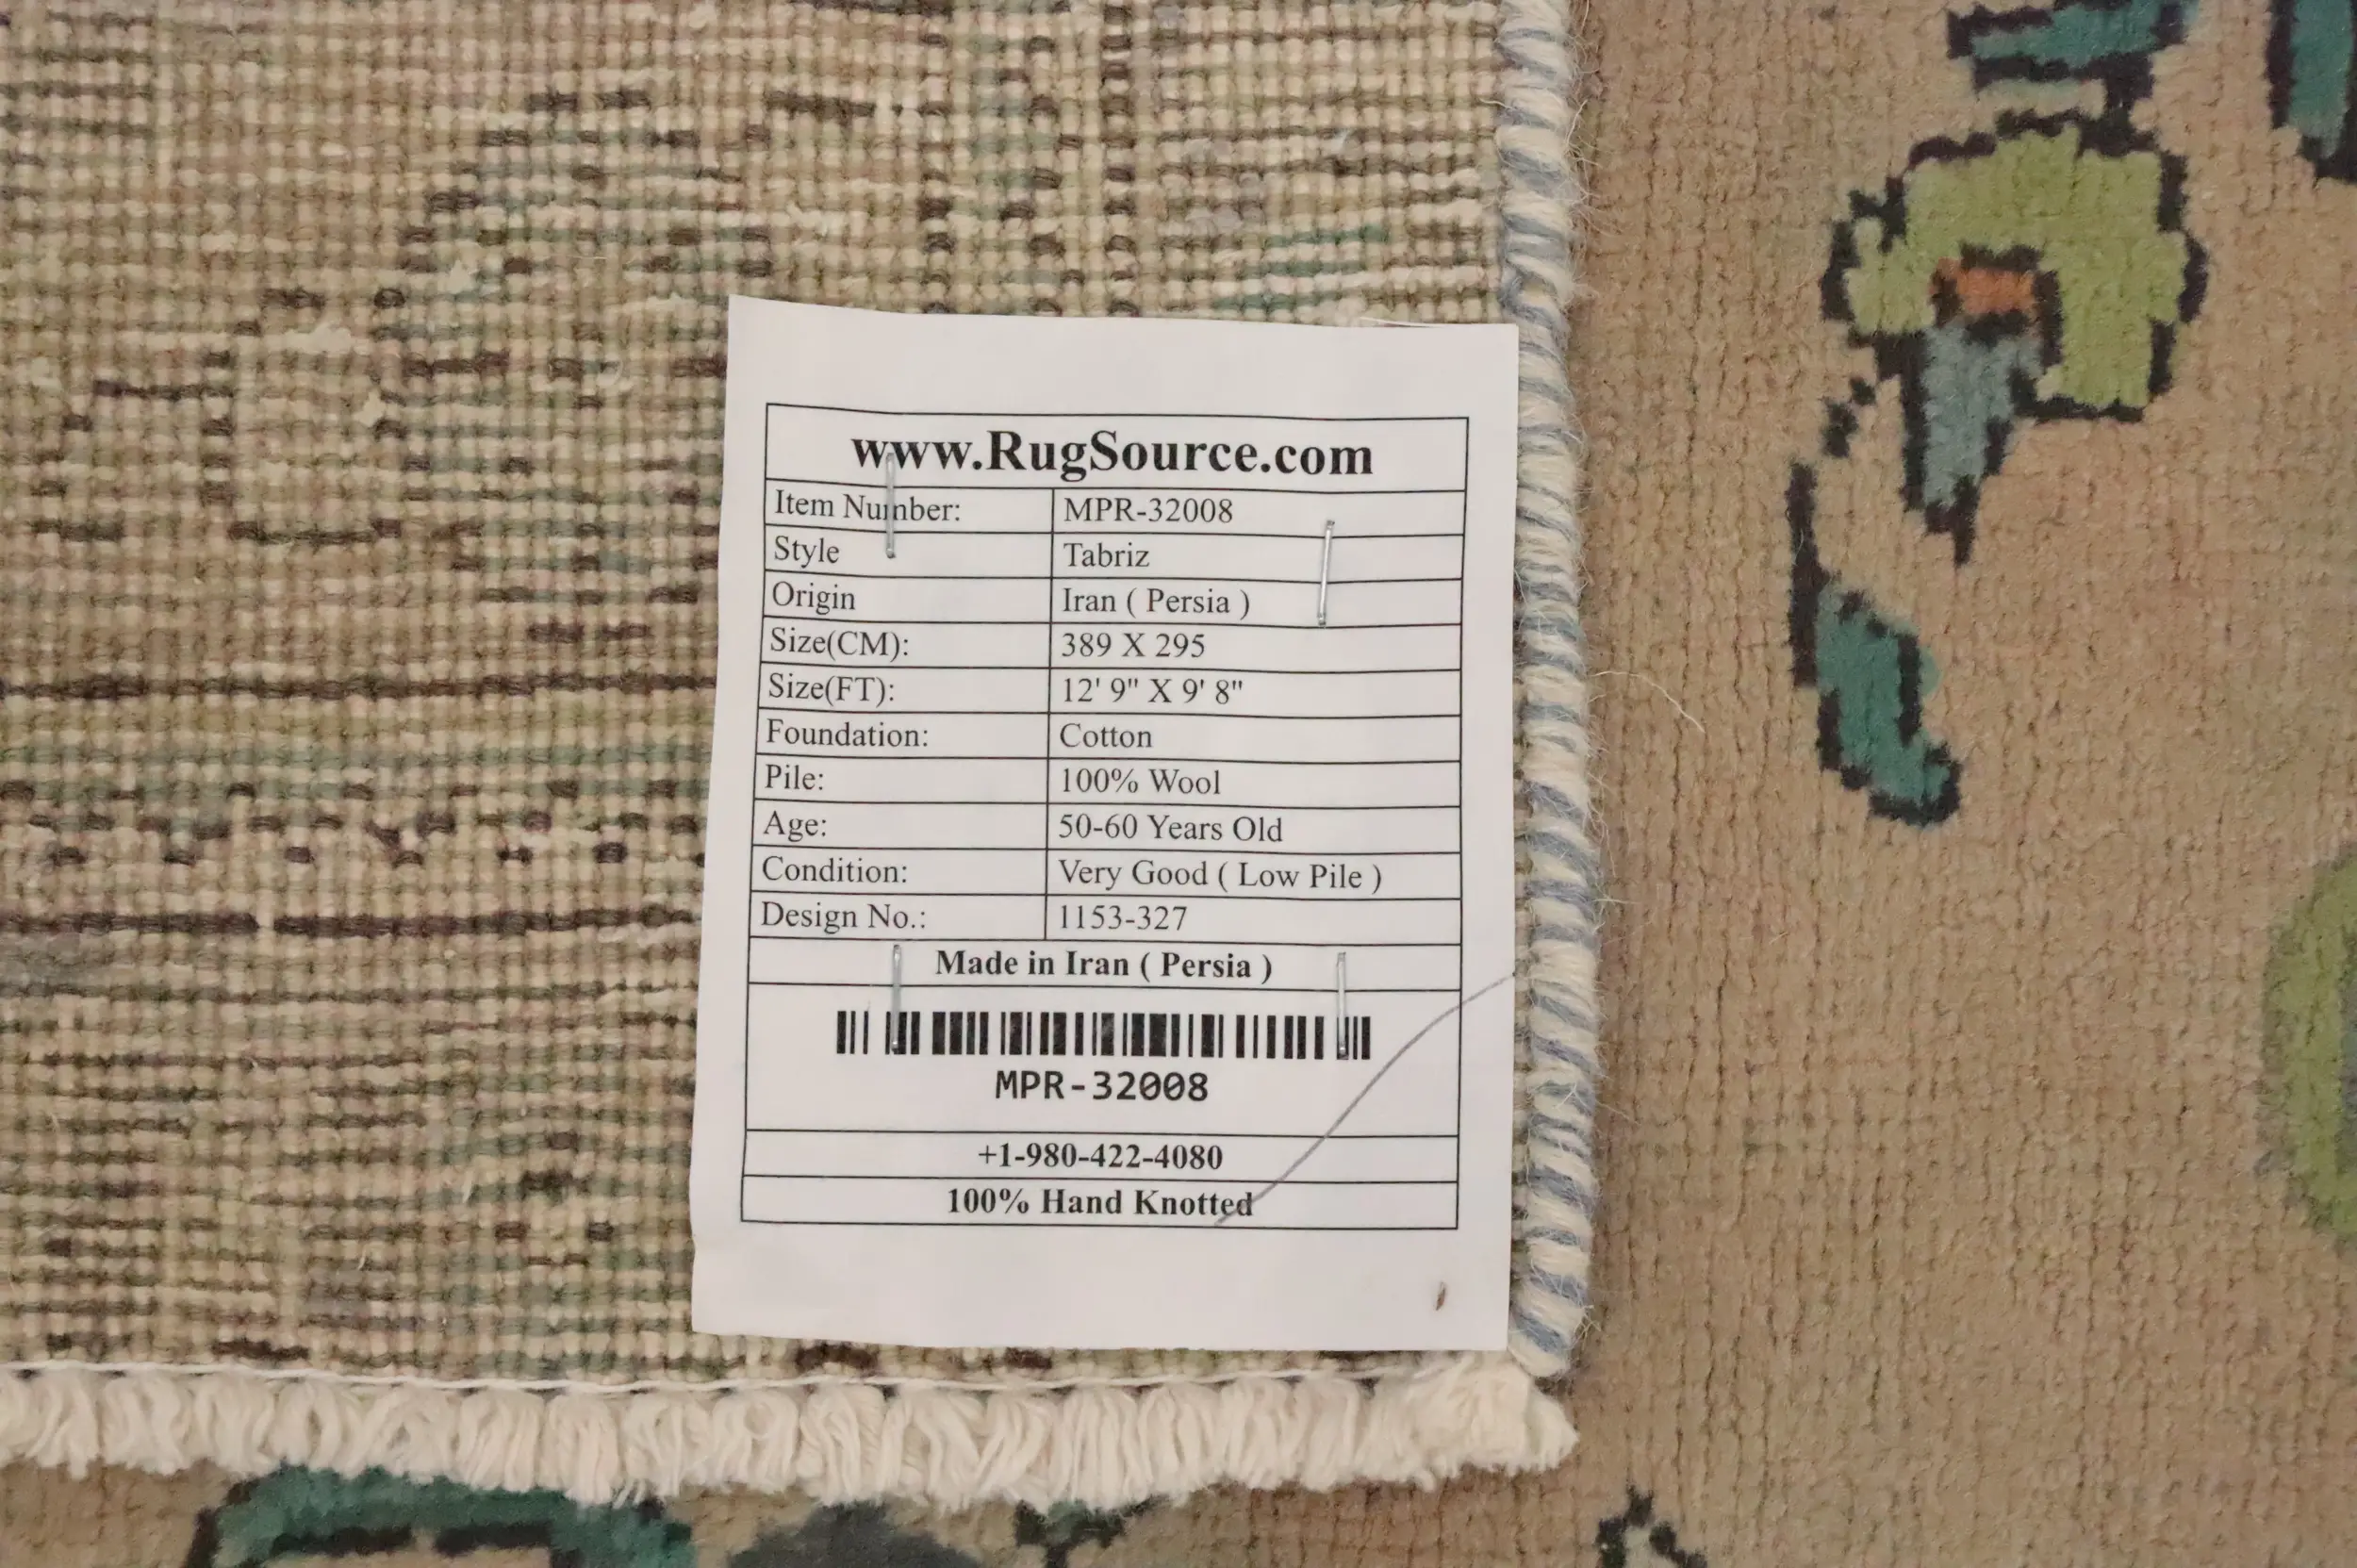 www.RugSource.com
Item Number: MPR-32008
Style Tabriz
Origin Iran ( Persia )
Size(CM): 389 X 295
Size(FT): 12' 9" X 9' 8"
Foundation: Cotton
Pile: 100% Wool
Age: 50-60 Years Old
Condition: Very Good ( Low Pile )
Design No.: 1153-327
Made in Iran ( Persia )
MPR-32008
+1-980-422-4080
100% Hand Knotted